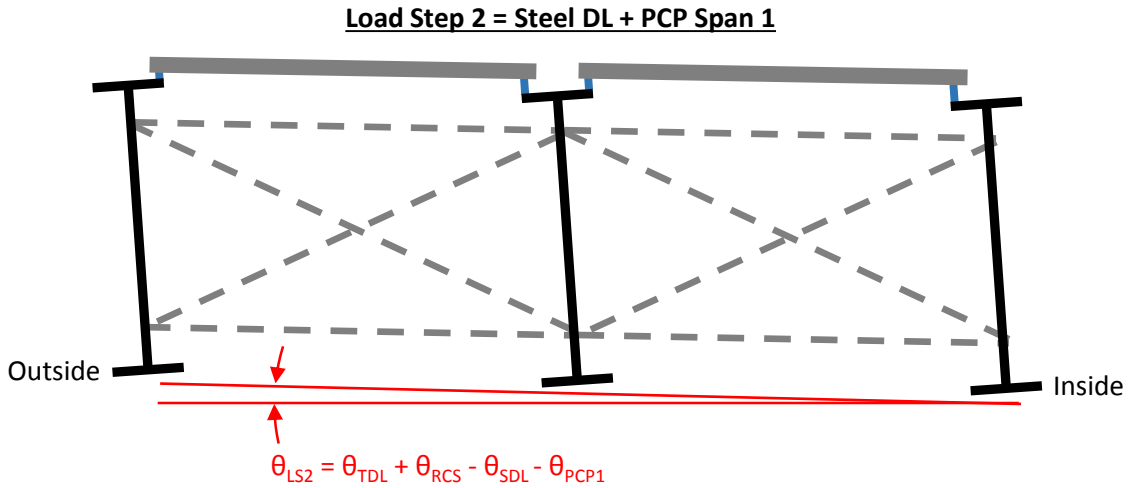 Load Step 2 = Steel DL + PCP Span 1
Outside
Inside
θLS2 = θTDL + θRCS - θSDL - θPCP1